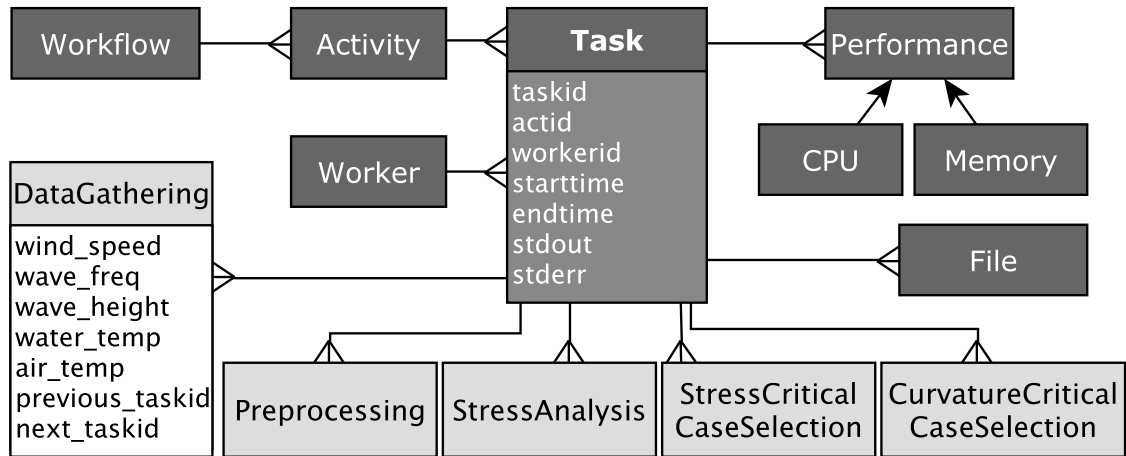 Workflow
Activity
Task
taskid
actid
workerid
starttime
endtime
stdout
stderr
Performance
CPU
Memory
Worker
File
DataGathering
wind_speed
wave_freq
wave_height
water_temp
air_temp
previous_taskid
next_taskid
Preprocessing
StressAnalysis
StressCritical
CaseSelection
CurvatureCritical
CaseSelection